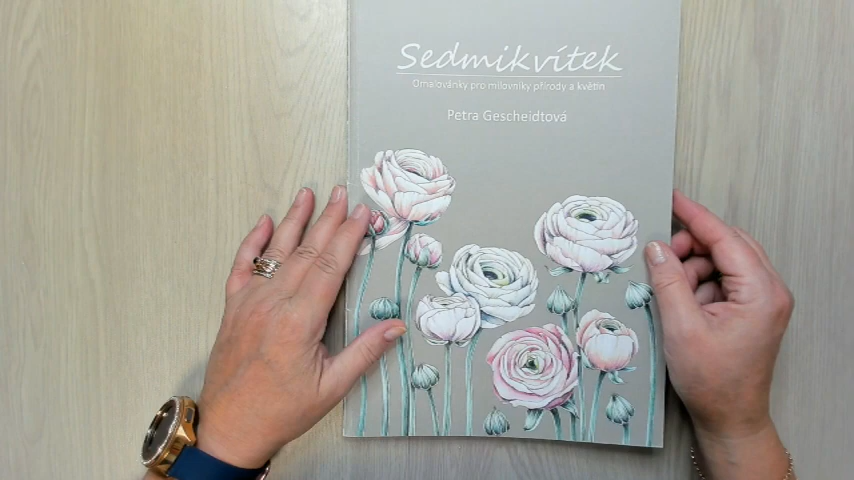 Sedmikvítek
Omalovánky pro milovníky přírody a květin
Petra Gescheidtová